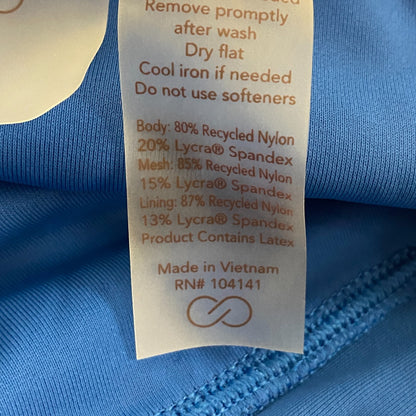 Remove promptly
after wash
Dry flat
Cool iron if needed
Do not use softeners
Body: 80% Recycled Nylon
20% Lycra® Spandex
Mesh: 85% Recycled Nylon
15% Lycra® Spandex
Lining: 87% Recycled Nylon
13% Lycra® Spandex
Product Contains Latex
Made in Vietnam
RN# 104141